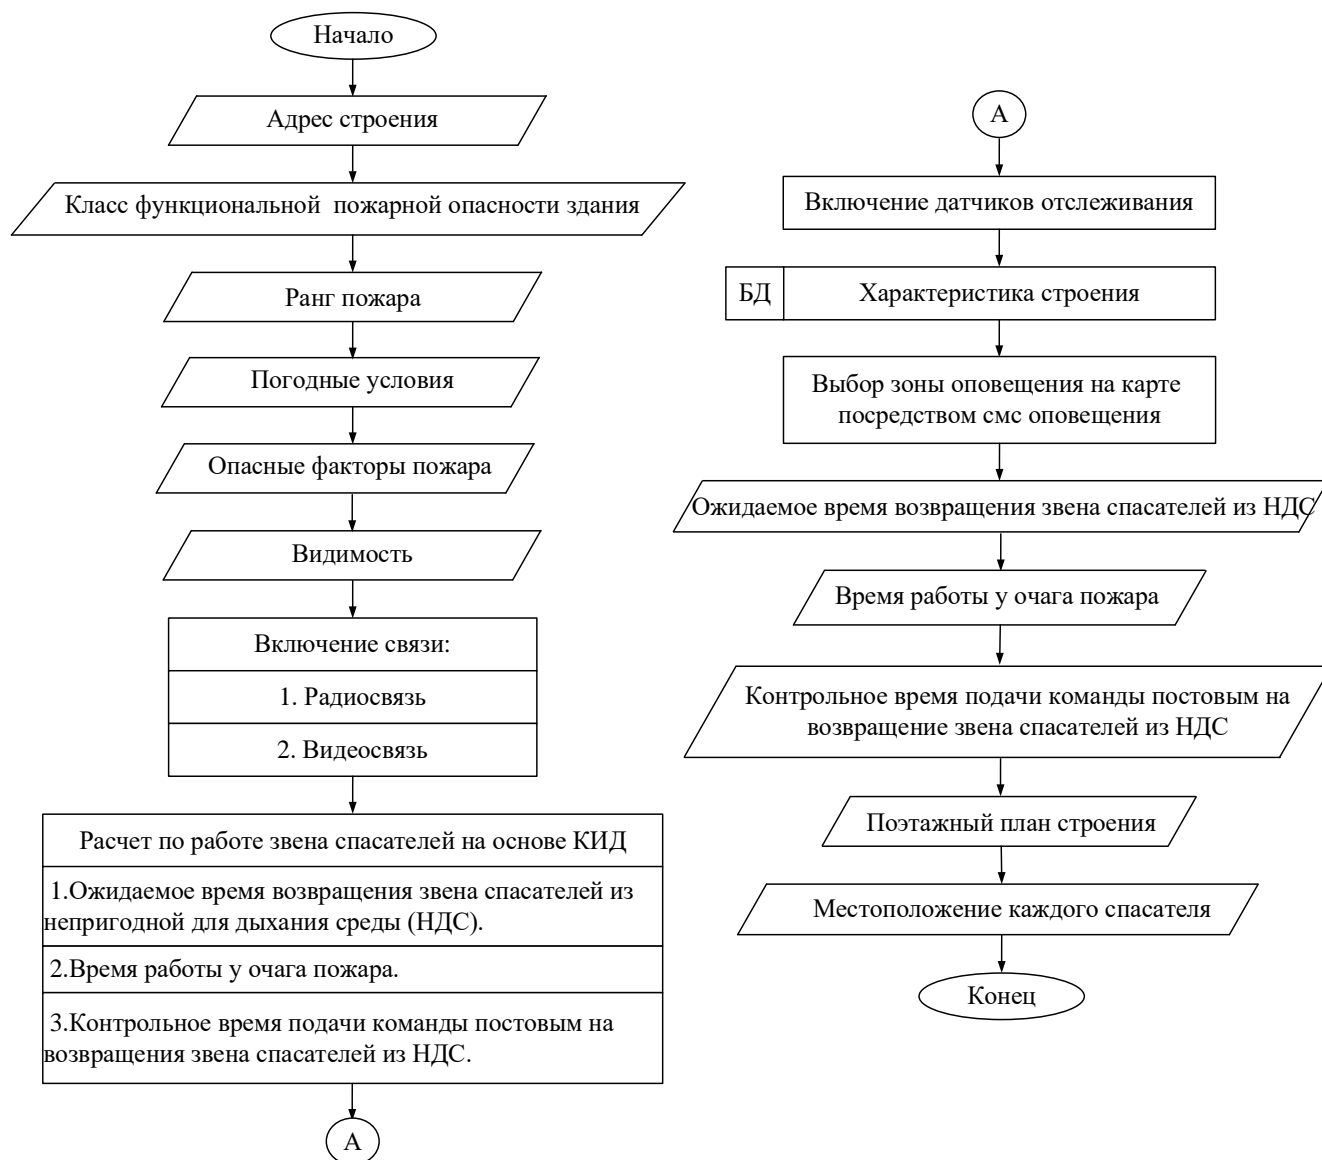 Начало
Адрес строения
Класс функциональной пожарной опасности здания
Ранг пожара
Погодные условия
Опасные факторы пожара
Видимость
Включение связи:
1. Радиосвязь
2. Видеосвязь
Расчет по работе звена спасателей на основе КИД
1.Ожидаемое время возвращения звена спасателей из
непригодной для дыхания среды (НДС).
2.Время работы у очага пожара.
3.Контрольное время подачи команды постовым на
возвращения звена спасателей из НДС.
А
А
Включение датчиков отслеживания
БД Характеристика строения
Выбор зоны оповещения на карте
посредством смс оповещения
Ожидаемое время возвращения звена спасателей из НДС
Время работы у очага пожара
Контрольное время подачи команды постовым на
возвращение звена спасателей из НДС
Поэтажный план строения
Местоположение каждого спасателя
Конец